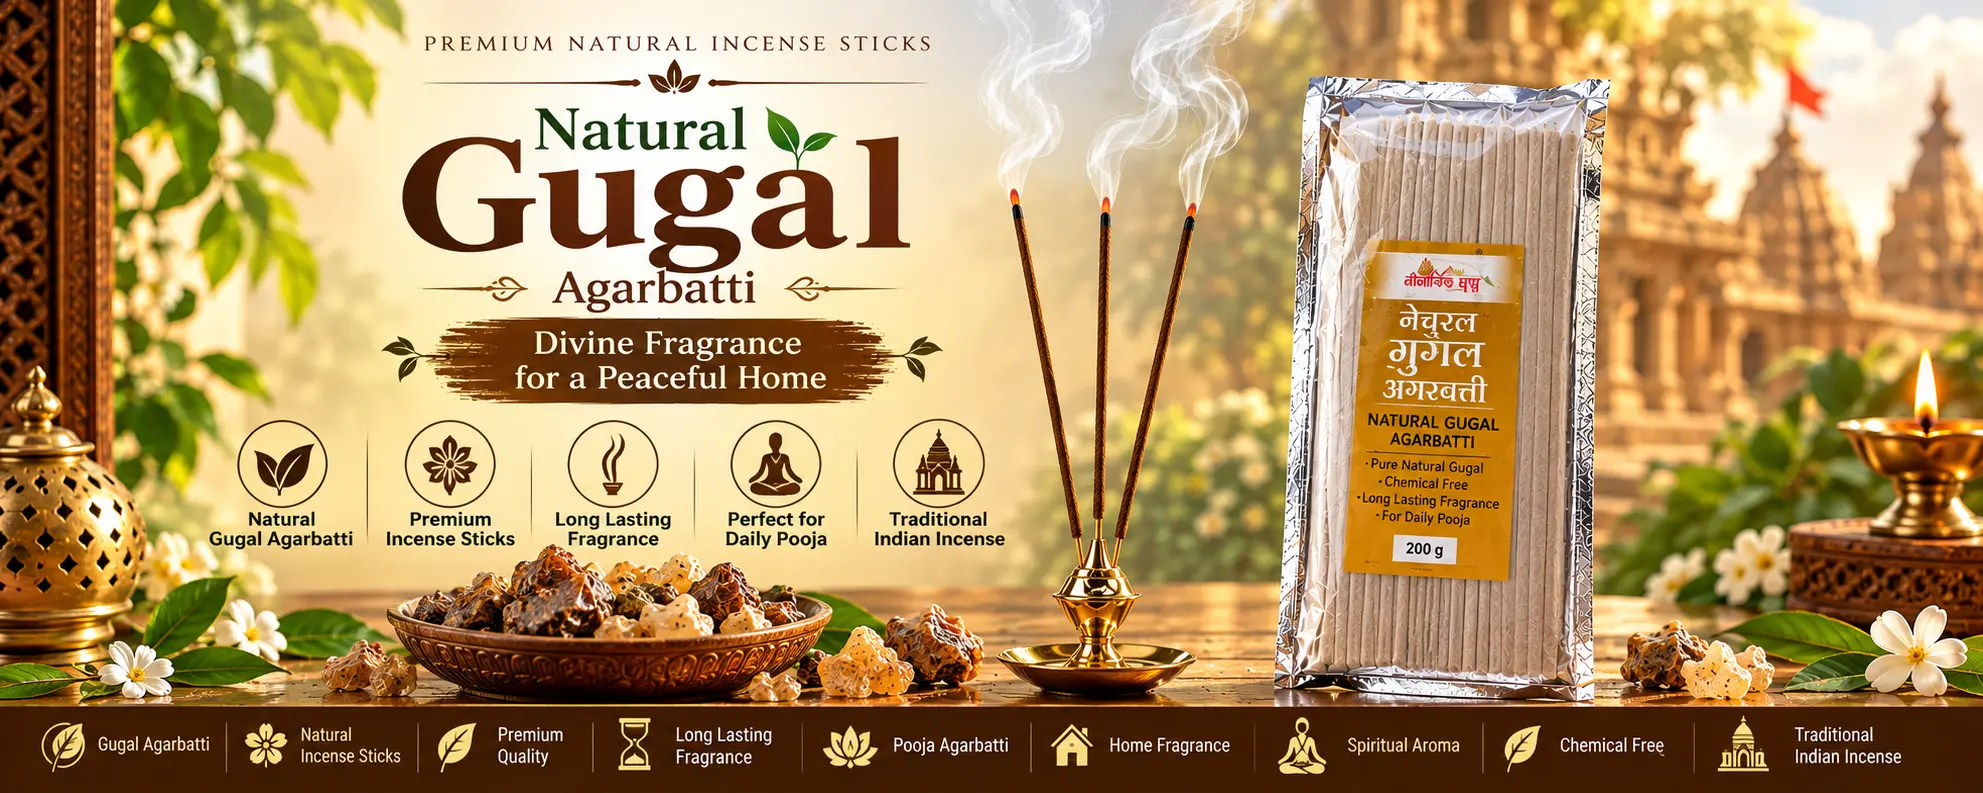 PREMIUM NATURAL INCENSE STICKS
Natural
Gugal
Agarbatti
Divine Fragrance
for a Peaceful Home
Natural
Gugal Agarbatti
Premium
Incense Sticks
Long Lasting
Fragrance
Perfect for
Daily Pooja
Traditional
Indian Incense
नेचुरल
गुगल
अगरबत्ती
NATURAL GUGAL
AGARBATTI
-Pure Natural Gugal
-Chemical Free
-Long Lasting Fragrance
-For Daily Pooja
200 g
Gugal Agarbatti
Natural
Incense Sticks
Premium
Quality
Long Lasting
Fragrance
Pooja Agarbatti
Home Fragrance
Spiritual Aroma
Chemical Free
Traditional
Indian Incense